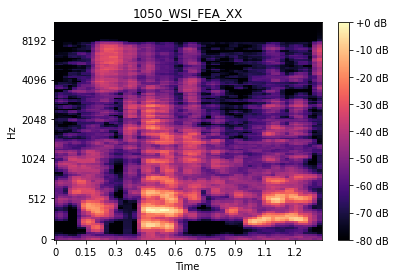 1050_WSI_FEA_XX
+0 dB
8192
-10 dB
4096
-20 dB
-30 dB
Hz
2048
-40 dB
1024
-50 dB
-60 dB
512
-70 dB
0
-80 dB
0 0.15 0.3 0.45 0.6 0.75 0.9 1.1 1.2
Time